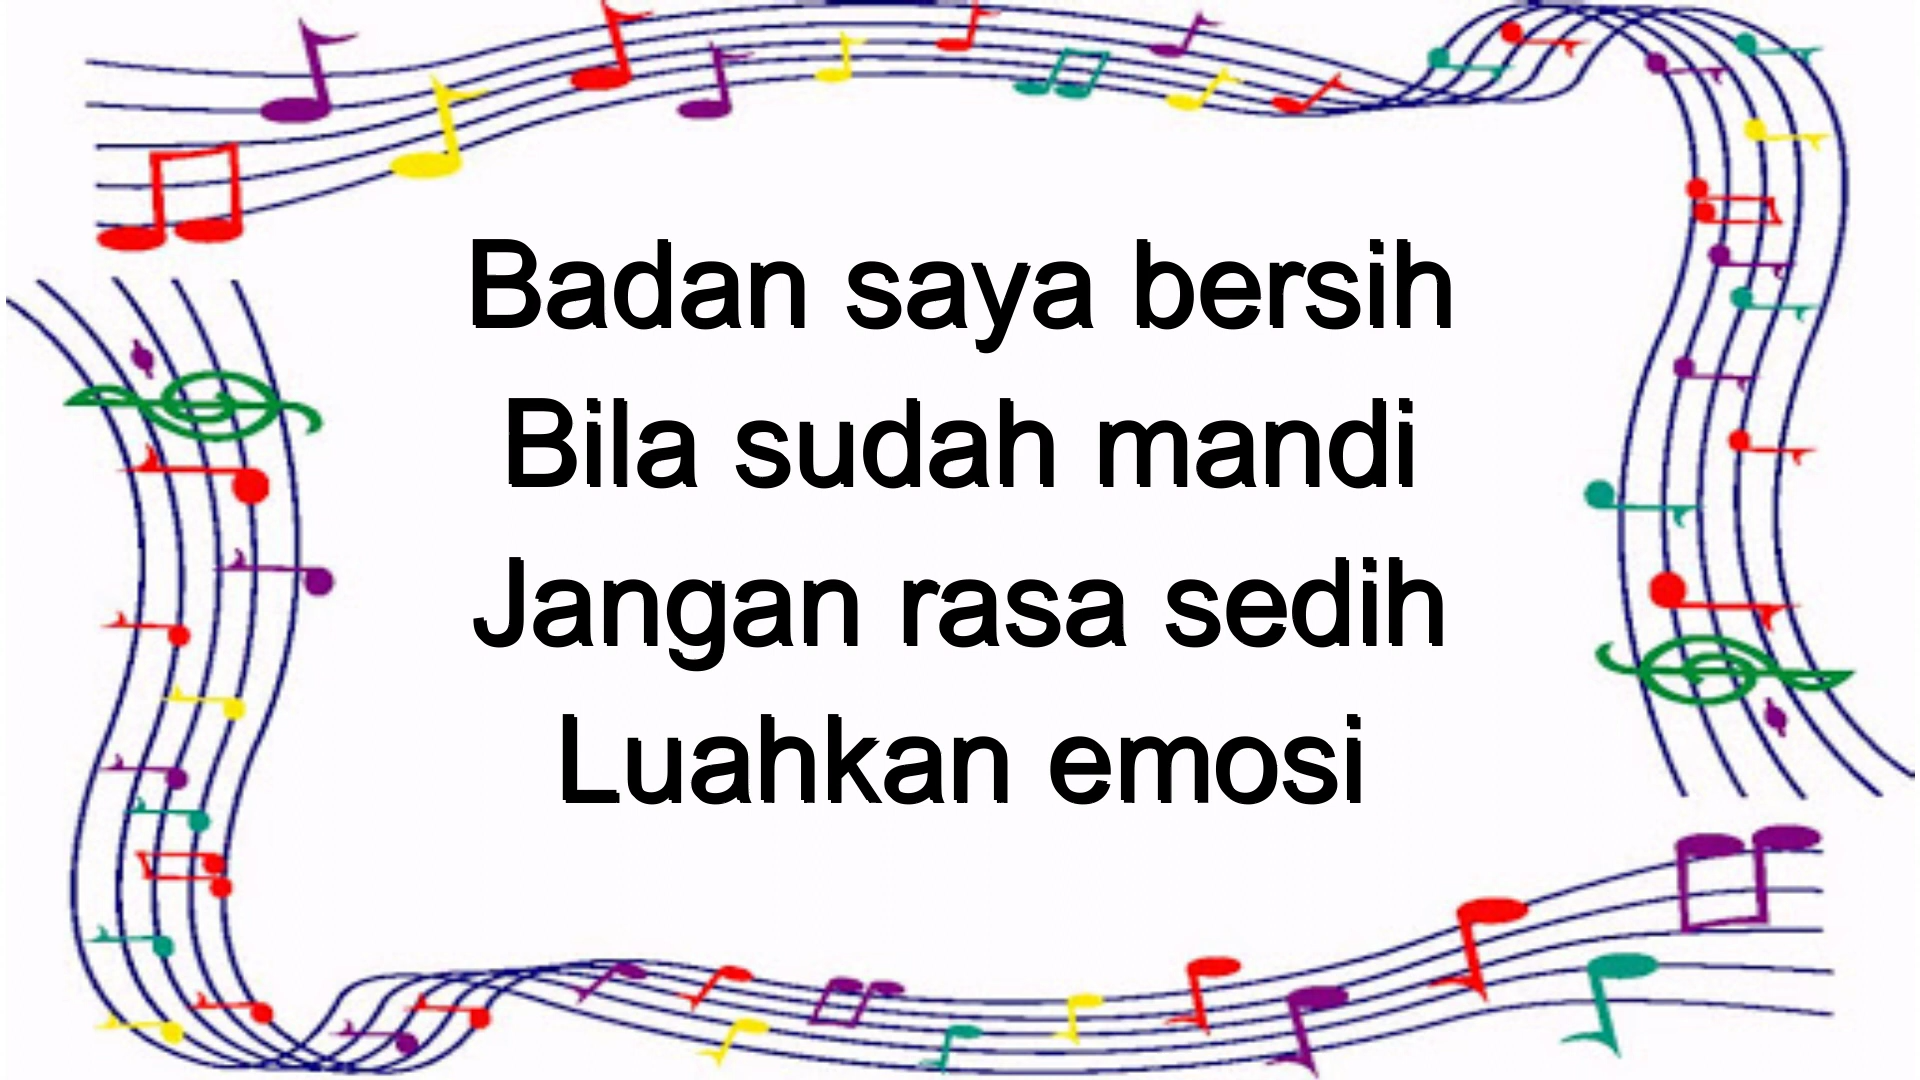 Badan saya bersih
Bila sudah mandi
Jangan rasa sedih
Luahkan emosi